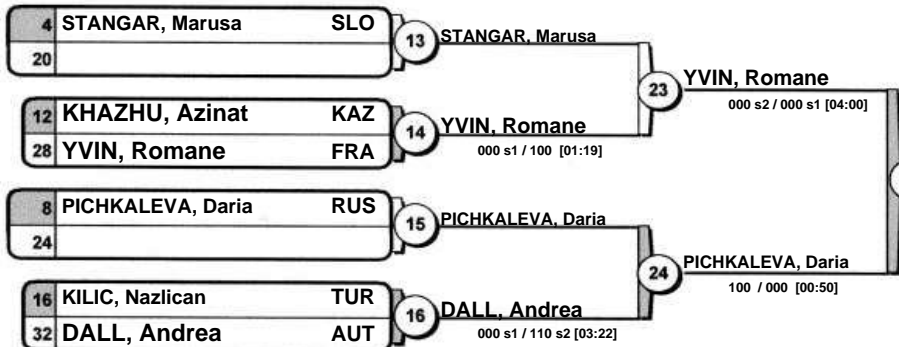 4 STANGAR, Marusa SLO
20
13 STANGAR, Marusa
12 KHAZHU, Azinat KAZ
28 YVIN, Romane FRA
14 YVIN, Romane
000 s1 / 100 [01:19]
23 YVIN, Romane
000 s2 / 000 s1 [04:00]
8 PICHKALEVA, Daria RUS
24
15 PICHKALEVA, Daria
16 KILIC, Nazlican TUR
32 DALL, Andrea AUT
16 DALL, Andrea
000 s1 / 110 s2 [03:22]
24 PICHKALEVA, Daria
100 / 000 [00:50]